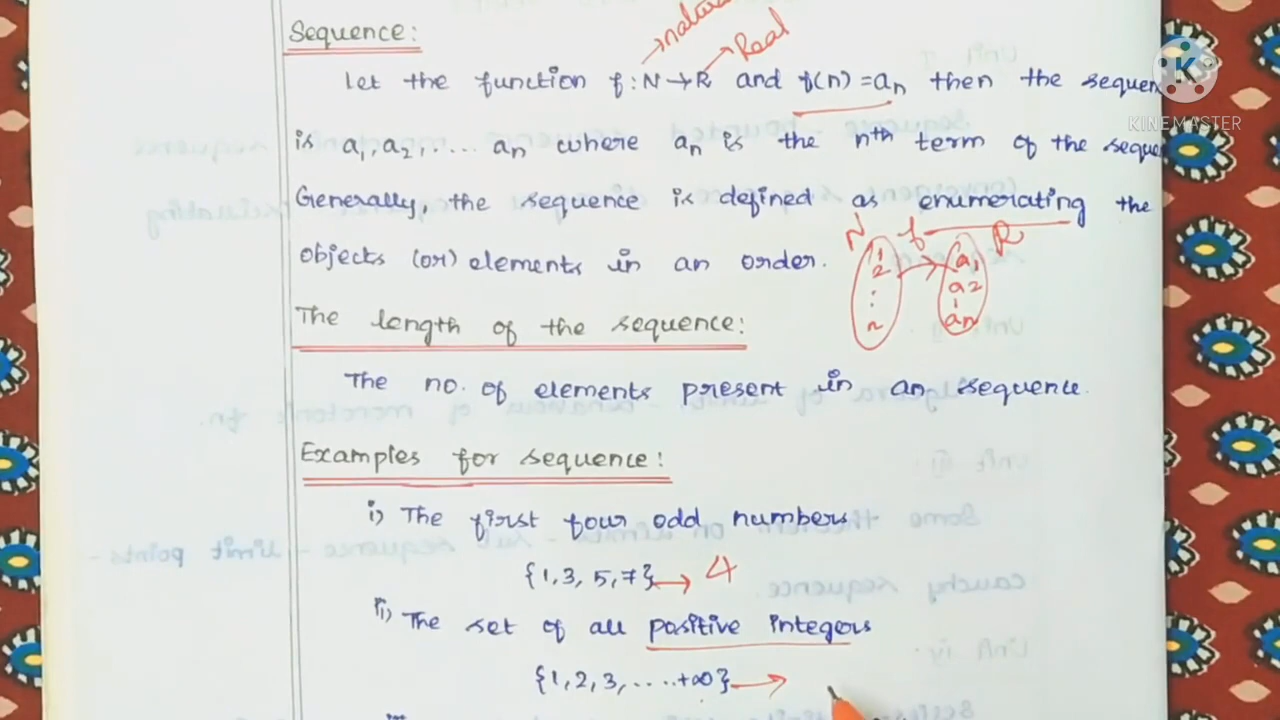 Sequence:
natura
Real
Let the function f : N → R and f(n) = aₙ then the sequen
is a₁, a₂, ... aₙ where aₙ is the nᵗʰ term of the seque
Generally, the sequence is defined as enumerating the
objects (or) elements in an order.
N f R
1 a₁
2 a₂
: :
n aₙ
The length of the sequence:
The no. of elements present in an sequence.
Examples for sequence:
i) The first four odd numbers
{1, 3, 5, 7} → 4
ii) The set of all positive integers
{1, 2, 3, .....+∞} →
K
KINEMASTER